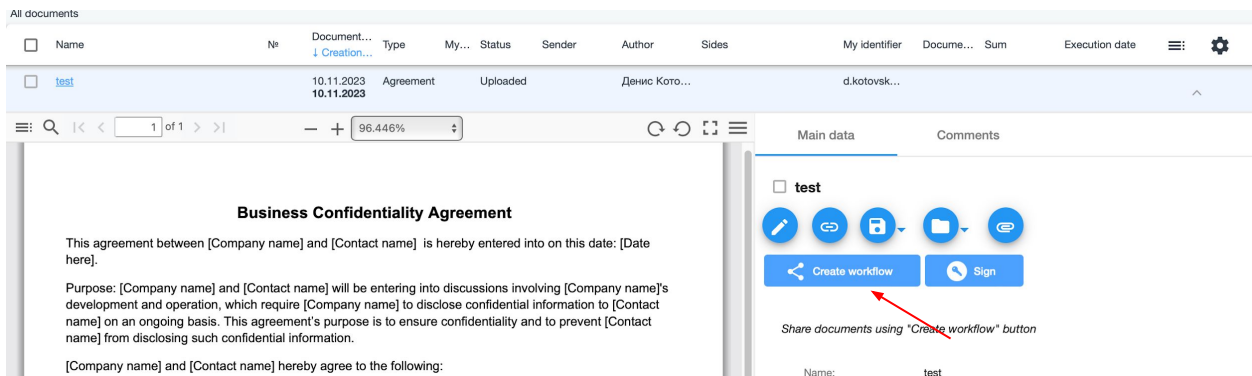 All documents
Name № Document... ↓ Creation... Type My... Status Sender Author Sides My identifier Docume... Sum Execution date
test 10.11.2023 10.11.2023 Agreement Uploaded Денис Кото... d.kotovsk...
1 of 1 96.446%
Main data Comments
Business Confidentiality Agreement
This agreement between [Company name] and [Contact name] is hereby entered into on this date: [Date
here].
Purpose: [Company name] and [Contact name] will be entering into discussions involving [Company name]'s
development and operation, which require [Company name] to disclose confidential information to [Contact
name] on an ongoing basis. This agreement's purpose is to ensure confidentiality and to prevent [Contact
name] from disclosing such confidential information.
[Company name] and [Contact name] hereby agree to the following:
test
Create workflow Sign
Share documents using "Create workflow" button
Name: test